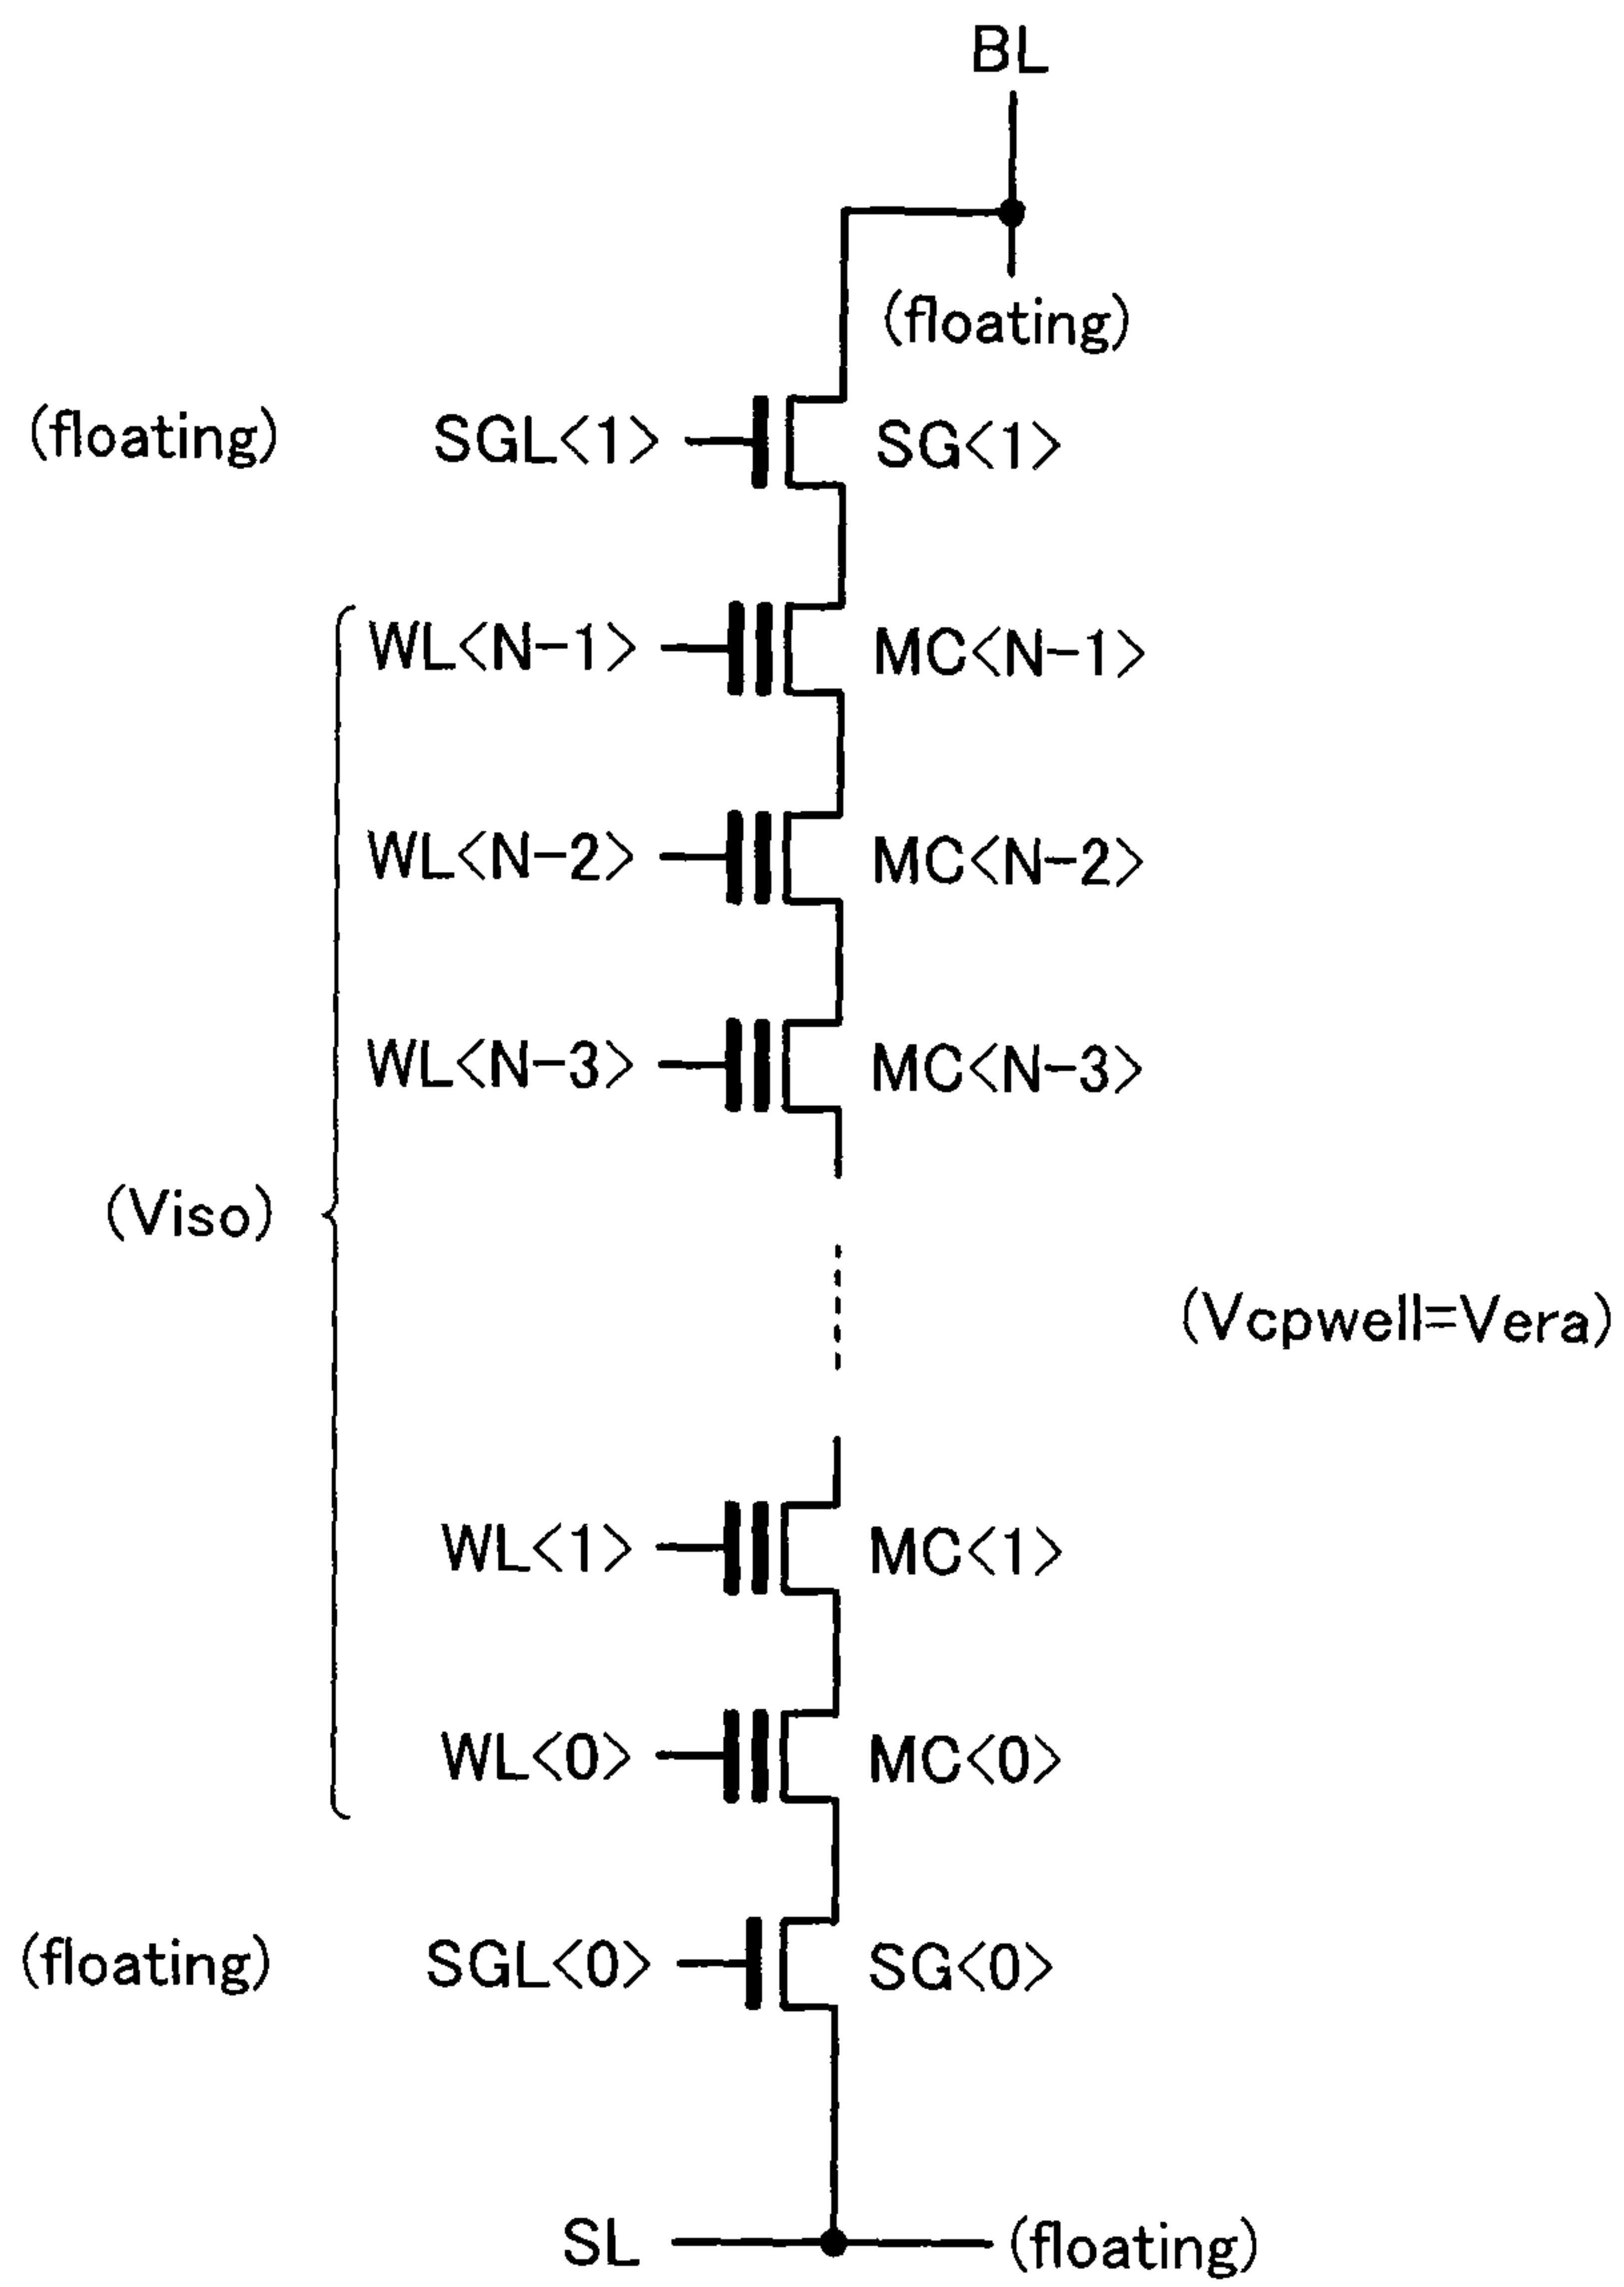 BL
(floating)
(floating) SGL<1> SG<1>
WL<N-1> MC<N-1>
WL<N-2> MC<N-2>
WL<N-3> MC<N-3>
(Viso)
(Vcpwell=Vera)
WL<1> MC<1>
WL<0> MC<0>
(floating) SGL<0> SG<0>
SL (floating)